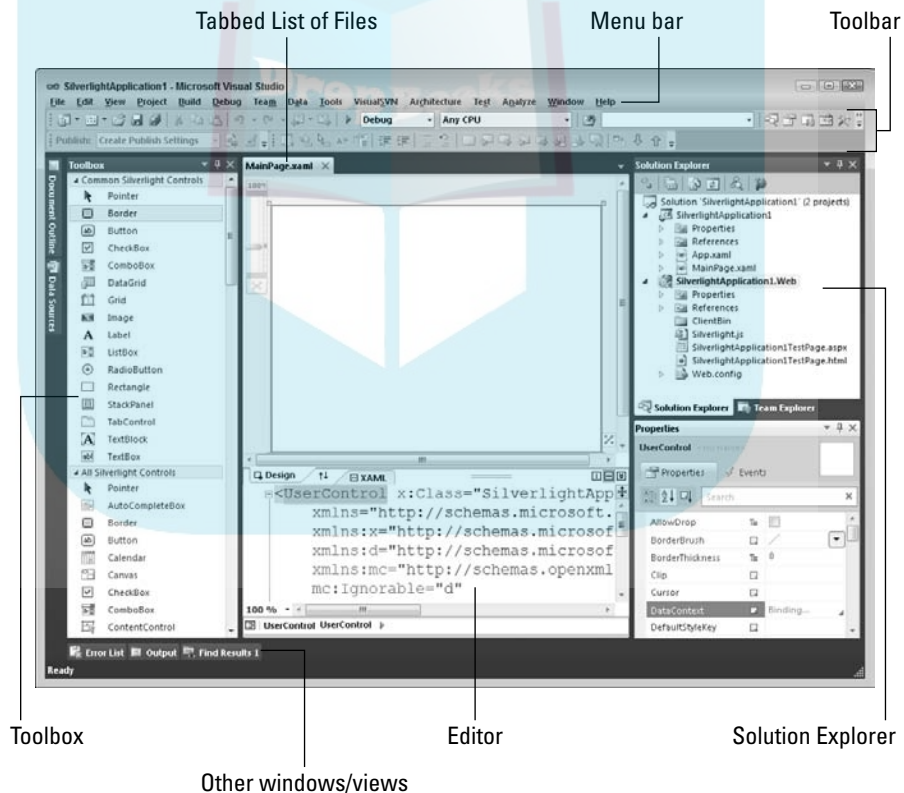 Tabbed List of Files
Menu bar
Toolbar
SilverlightApplication1 - Microsoft Visual Studio
File Edit View Project Build Debug Team Data Tools VisualSVN Architecture Test Analyze Window Help
Debug Any CPU
Publish: Create Publish Settings
Document Outline
Data Sources
Toolbox
Common Silverlight Controls
Pointer
Border
Button
CheckBox
ComboBox
DataGrid
Grid
Image
Label
ListBox
RadioButton
Rectangle
StackPanel
TabControl
TextBlock
TextBox
All Silverlight Controls
Pointer
AutoCompleteBox
Border
Button
Calendar
Canvas
CheckBox
ComboBox
ContentControl
MainPage.xaml
100%
Design XAML
<UserControl x:Class="SilverlightApp
xmlns="http://schemas.microsoft.
xmlns:x="http://schemas.microsof
xmlns:d="http://schemas.microsof
xmlns:mc="http://schemas.openxml
mc:Ignorable="d"
100 %
UserControl UserControl
Solution Explorer
Solution 'SilverlightApplication1' (2 projects)
SilverlightApplication1
Properties
References
App.xaml
MainPage.xaml
SilverlightApplication1.Web
Properties
References
ClientBin
Silverlight.js
SilverlightApplication1TestPage.aspx
SilverlightApplication1TestPage.html
Web.config
Solution Explorer Team Explorer
Properties
UserControl
Properties Events
Search
AllowDrop
BorderBrush
BorderThickness 0
Clip
Cursor
DataContext Binding...
DefaultStyleKey
Error List Output Find Results 1
Ready
Toolbox
Editor
Solution Explorer
Other windows/views